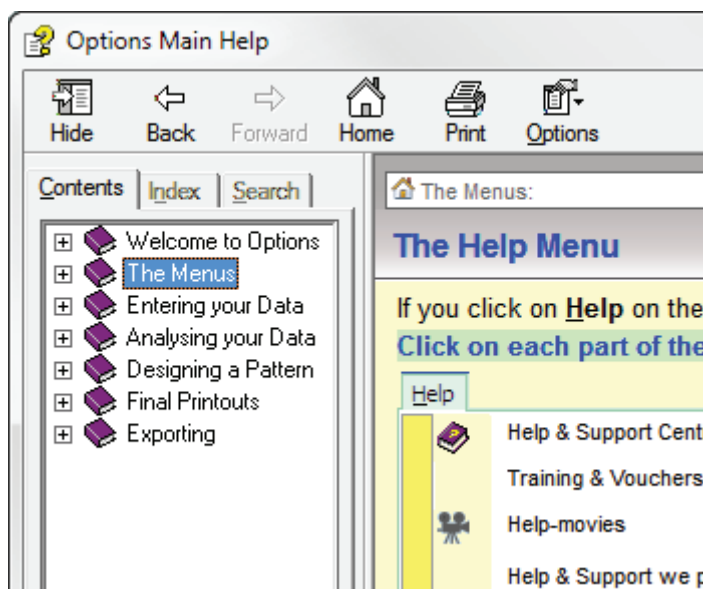 Options Main Help
Hide Back Forward Home Print Options
Contents Index Search
Welcome to Options
The Menus
Entering your Data
Analysing your Data
Designing a Pattern
Final Printouts
Exporting
The Menus:
The Help Menu
If you click on Help on the
Click on each part of the
Help
Help & Support Cent
Training & Vouchers
Help-movies
Help & Support we p